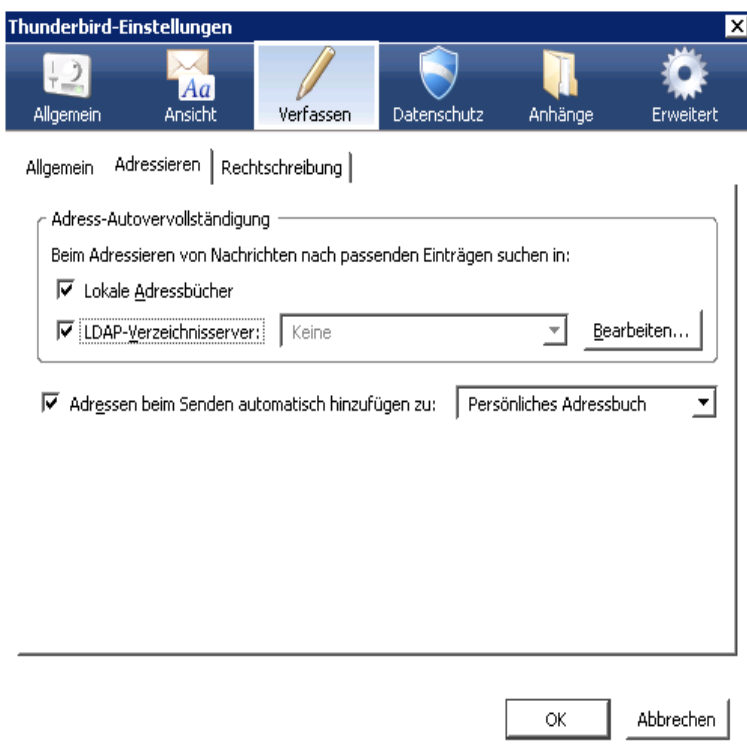 Thunderbird-Einstellungen
Allgemein Ansicht Verfassen Datenschutz Anhänge Erweitert
Allgemein Adressieren Rechtschreibung
Adress-Autovervollständigung
Beim Adressieren von Nachrichten nach passenden Einträgen suchen in:
Lokale Adressbücher
LDAP-Verzeichnisserver: Keine Bearbeiten...
Adressen beim Senden automatisch hinzufügen zu: Persönliches Adressbuch
OK Abbrechen